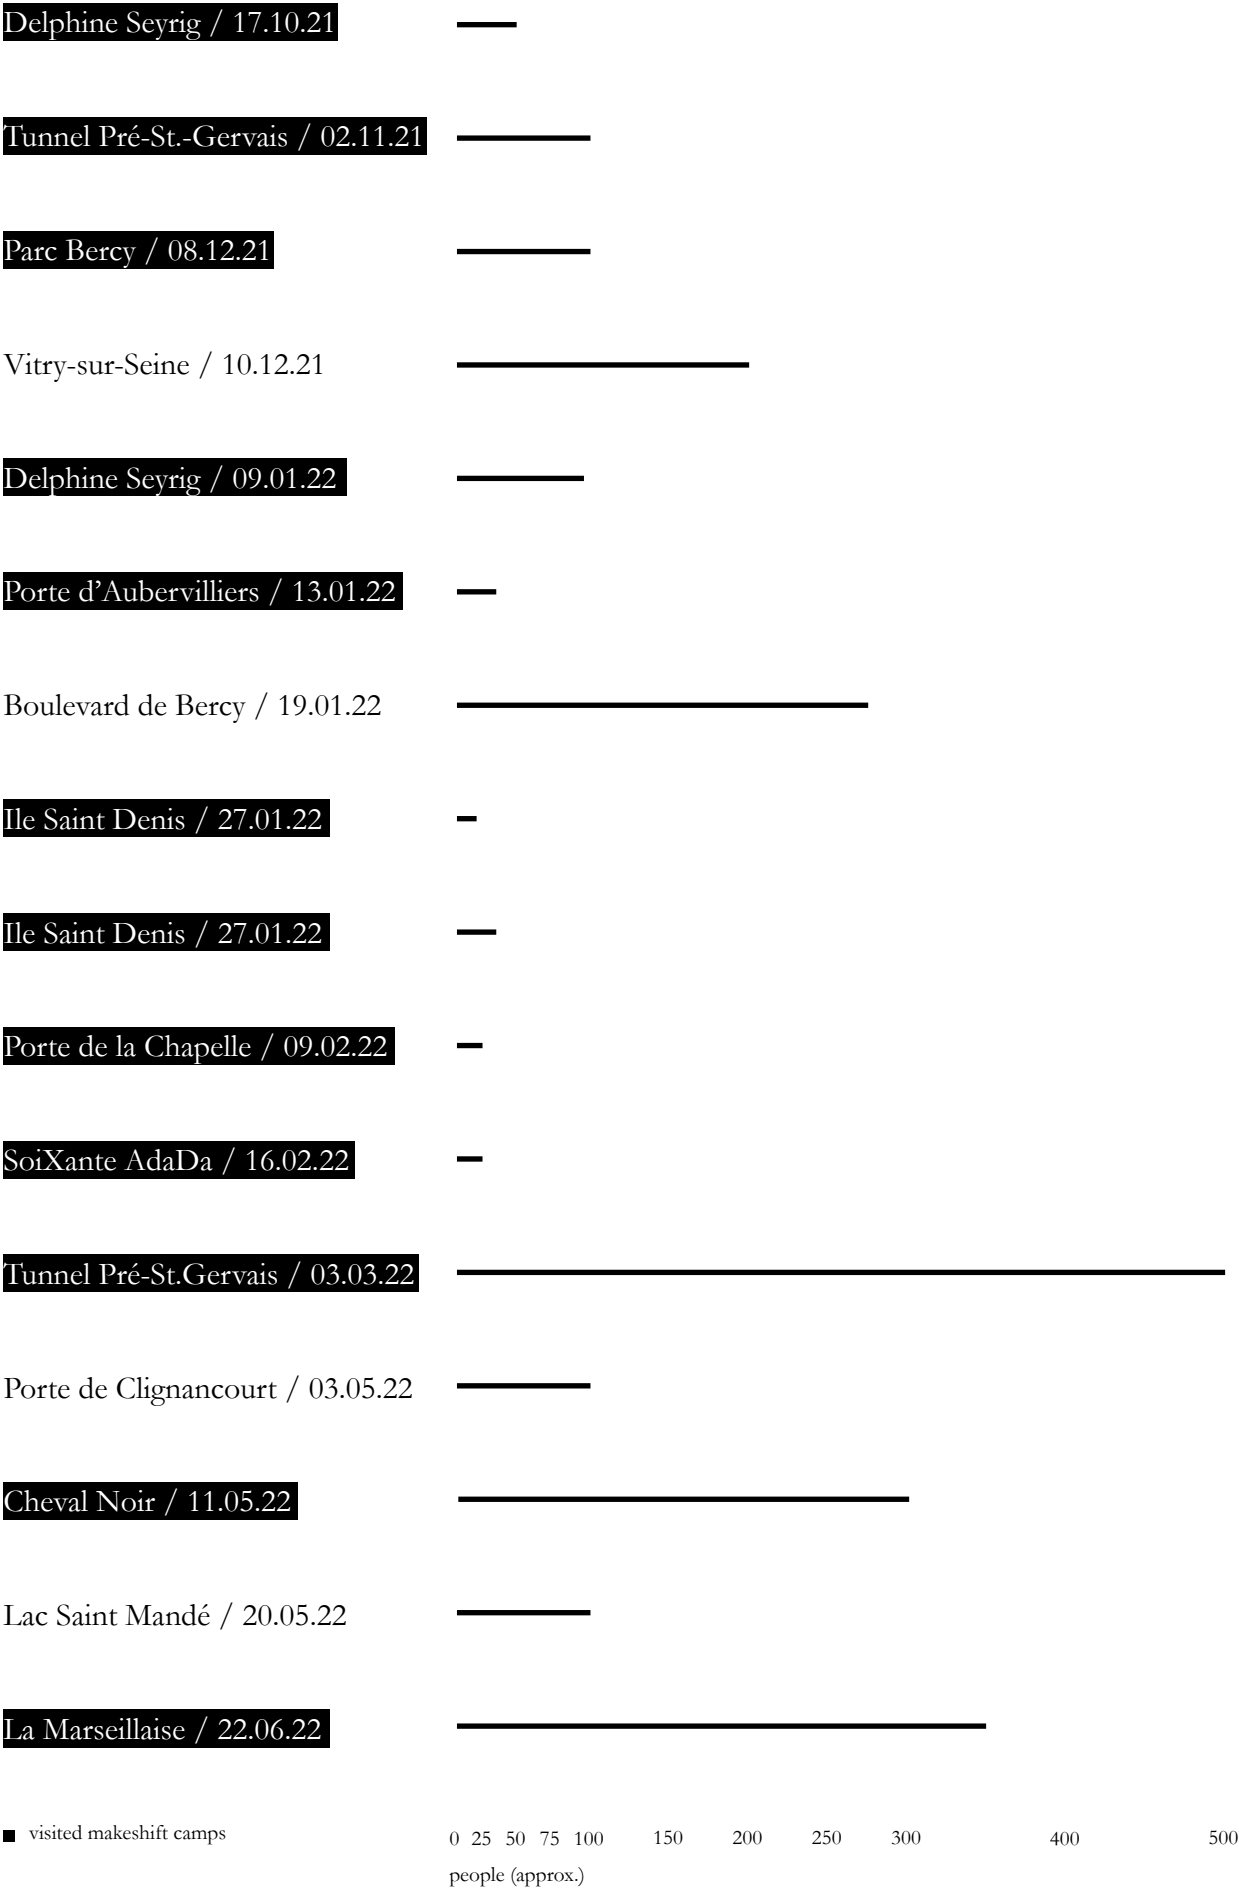 Delphine Seyrig / 17.10.21
Tunnel Pré-St.-Gervais / 02.11.21
Parc Bercy / 08.12.21
Vitry-sur-Seine / 10.12.21
Delphine Seyrig / 09.01.22
Porte d’Aubervilliers / 13.01.22
Boulevard de Bercy / 19.01.22
Ile Saint Denis / 27.01.22
Ile Saint Denis / 27.01.22
Porte de la Chapelle / 09.02.22
SoiXante AdaDa / 16.02.22
Tunnel Pré-St.Gervais / 03.03.22
Porte de Clignancourt / 03.05.22
Cheval Noir / 11.05.22
Lac Saint Mandé / 20.05.22
La Marseillaise / 22.06.22
visited makeshift camps
0 25 50 75 100 150 200 250 300 400 500
people (approx.)